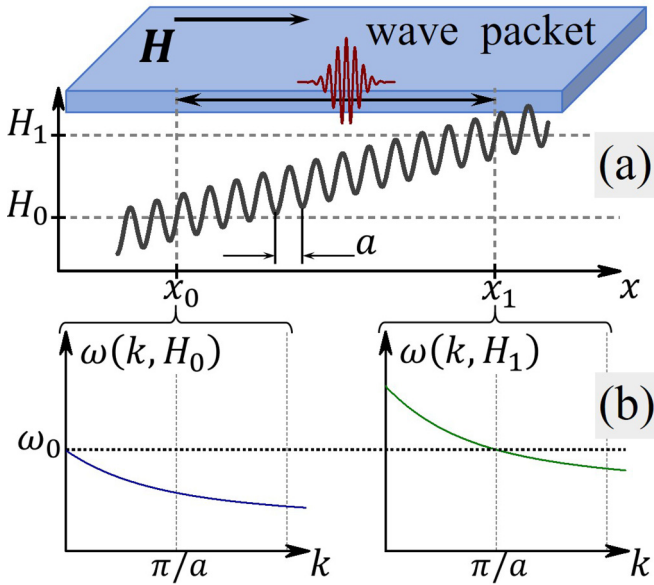 H wave packet
H₁
(a)
H₀
a
x₀ x₁ x
ω(k, H₀) ω(k, H₁)
(b)
ω₀
π/a k π/a k